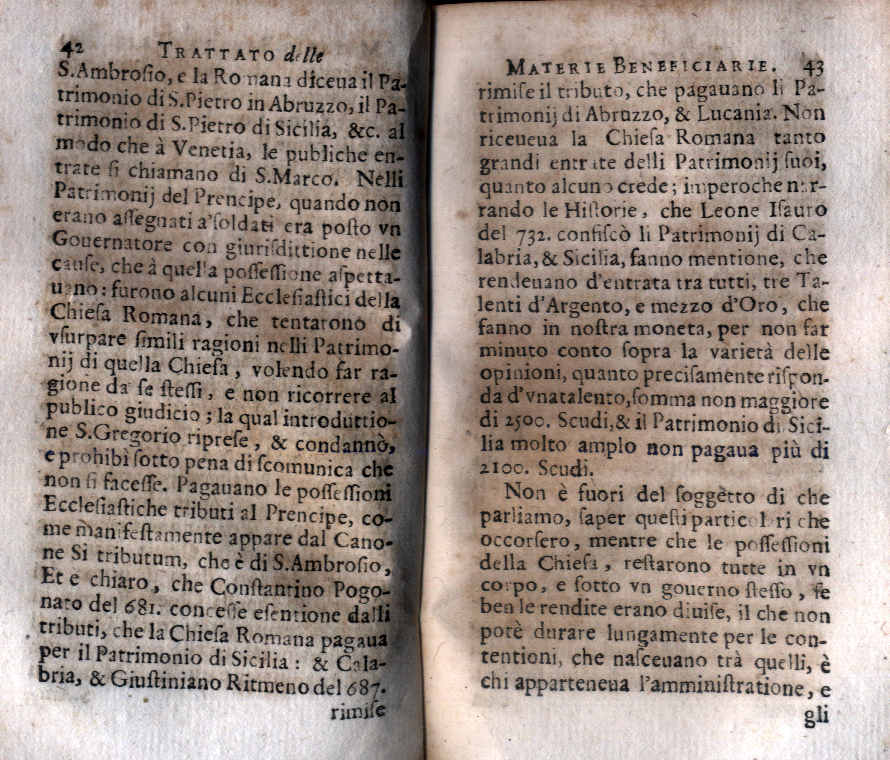 42 TRATTATO delle
S. Ambroſio, e la Romana diceua il Pa-
trimonio di S. Pietro in Abruzzo, il Pa-
trimonio di S. Pietro di Sicilia, &c. al
modo che à Venetia, le publiche en-
trate ſi chiamano di S. Marco. Nelli
Patrimonij del Prencipe, quando non
erano aſſegnati a'ſoldati era poſto vn
Gouernatore con giurisdittione nelle
cauſe, che à quella poſſeſſione aſpetta-
uano: furono alcuni Eccleſiaſtici della
Chieſa Romana, che tentarono di
vſurpare ſimili ragioni nelli Patrimo-
nij di quella Chieſa, volendo far ra-
gione da ſe ſteſſi, e non ricorrere al
publico giudicio; la qual introduttio-
ne S. Gregorio ripreſe, & condannò,
e prohibì ſotto pena di ſcomunica che
non ſi faceſſe. Pagauano le poſſeſſioni
Eccleſiaſtiche tributi al Prencipe, co-
me manifeſtamente appare dal Cano-
ne Si tributum, che è di S. Ambroſio,
Et e chiaro, che Conſtantino Pogo-
nato del 681. conceſſe eſentione dalli
tributi, che la Chieſa Romana pagaua
per il Patrimonio di Sicilia: & Cala-
bria, & Giuſtiniano Ritmeno del 687.
rimiſe
MATERIE BENEFICIARIE. 43
rimiſe il tributo, che pagauano li Pa-
trimonij di Abruzzo, & Lucania. Non
riceueua la Chieſa Romana tanto
grandi entrate delli Patrimonij ſuoi,
quanto alcuno crede; imperoche nar-
rando le Hiſtorie, che Leone Iſauro
del 732. confiſcò li Patrimonij di Ca-
labria, & Sicilia, fanno mentione, che
rendeuano d'entrata tra tutti, tre Ta-
lenti d'Argento, e mezzo d'Oro, che
fanno in noſtra moneta, per non far
minuto conto ſopra la varietà delle
opinioni, quanto preciſamente riſpon-
da d'vnatalento, ſomma non maggiore
di 2500. Scudi, & il Patrimonio di Sici-
lia molto amplo non pagaua più di
2100. Scudi.
Non è fuori del ſoggetto di che
parliamo, ſaper queſti particolari che
occorſero, mentre che le poſſeſſioni
della Chieſa, reſtarono tutte in vn
corpo, e ſotto vn gouerno ſteſſo, ſe
ben le rendite erano diuiſe, il che non
potè durare lungamente per le con-
tentioni, che naſceuano trà quelli, è
chi apparteneua l'amminiſtratione, e
gli